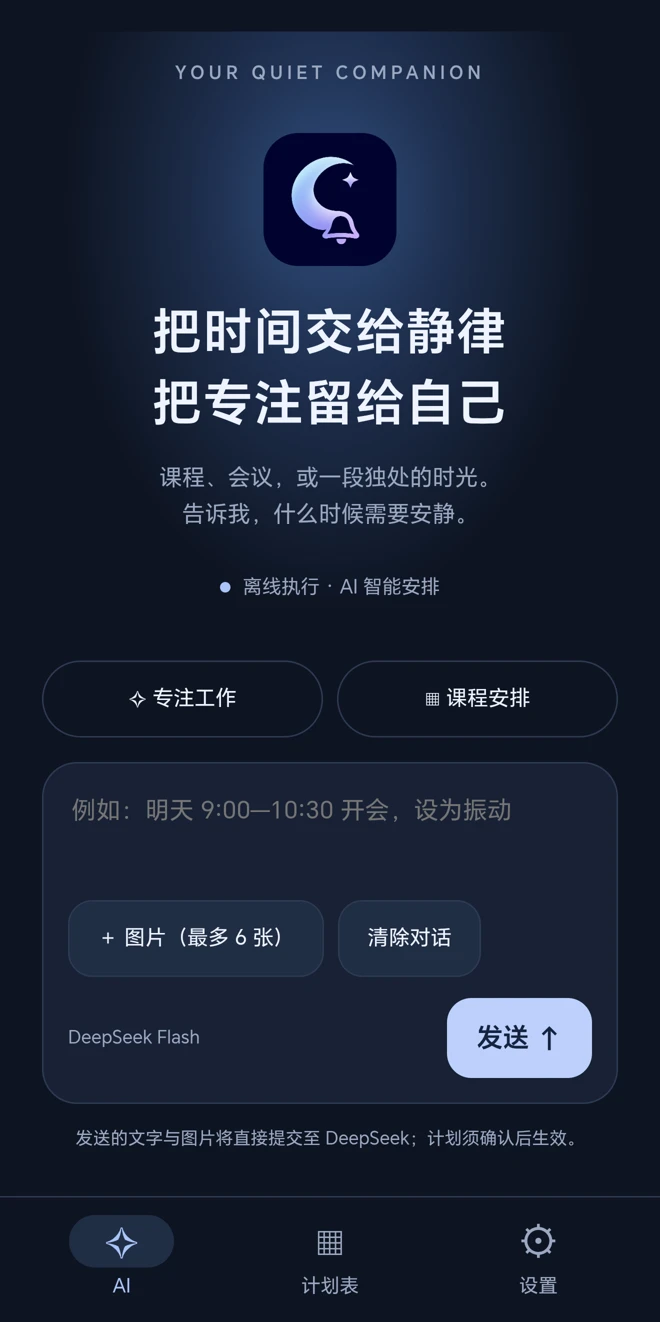 YOUR QUIET COMPANION
把时间交给静律
把专注留给自己
课程、会议，或一段独处的时光。
告诉我，什么时候需要安静。
离线执行 · AI 智能安排
✧ 专注工作
▦ 课程安排
例如：明天 9:00—10:30 开会，设为振动
+ 图片（最多 6 张）
清除对话
DeepSeek Flash
发送 ↑
发送的文字与图片将直接提交至 DeepSeek；计划须确认后生效。
AI
计划表
设置